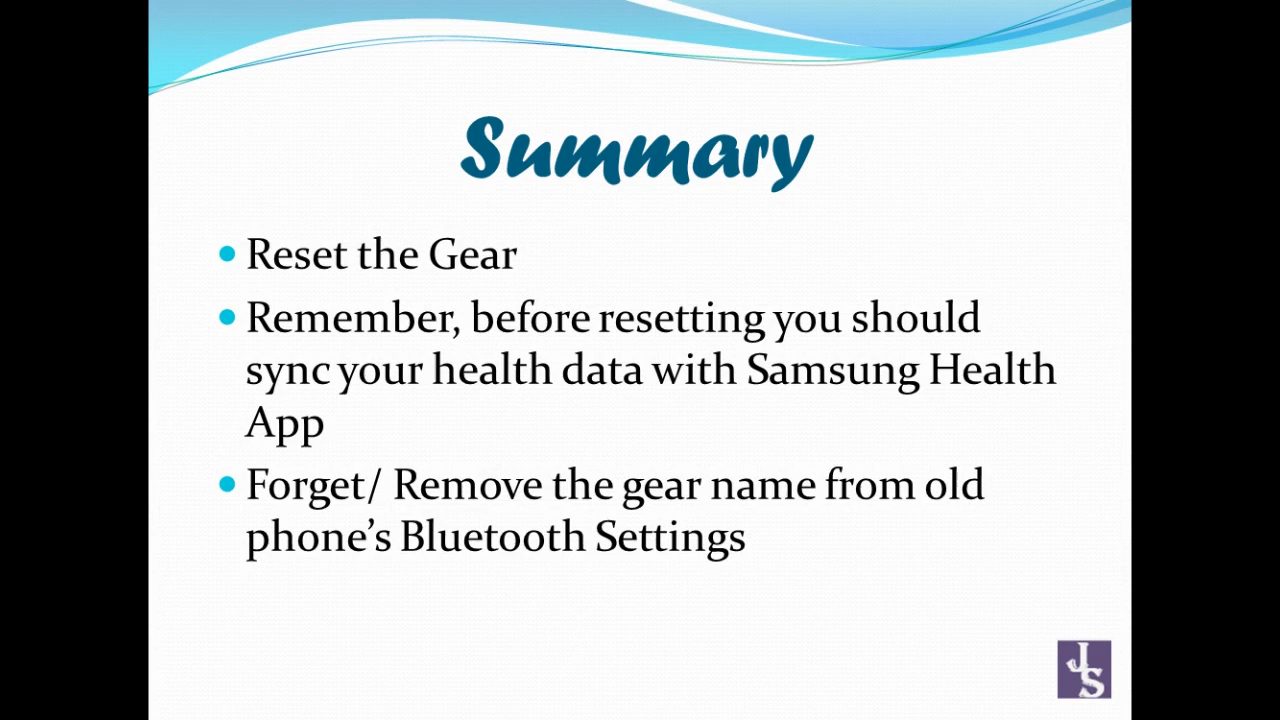 Summary
Reset the Gear
Remember, before resetting you should
sync your health data with Samsung Health
App
Forget/ Remove the gear name from old
phone’s Bluetooth Settings
JS